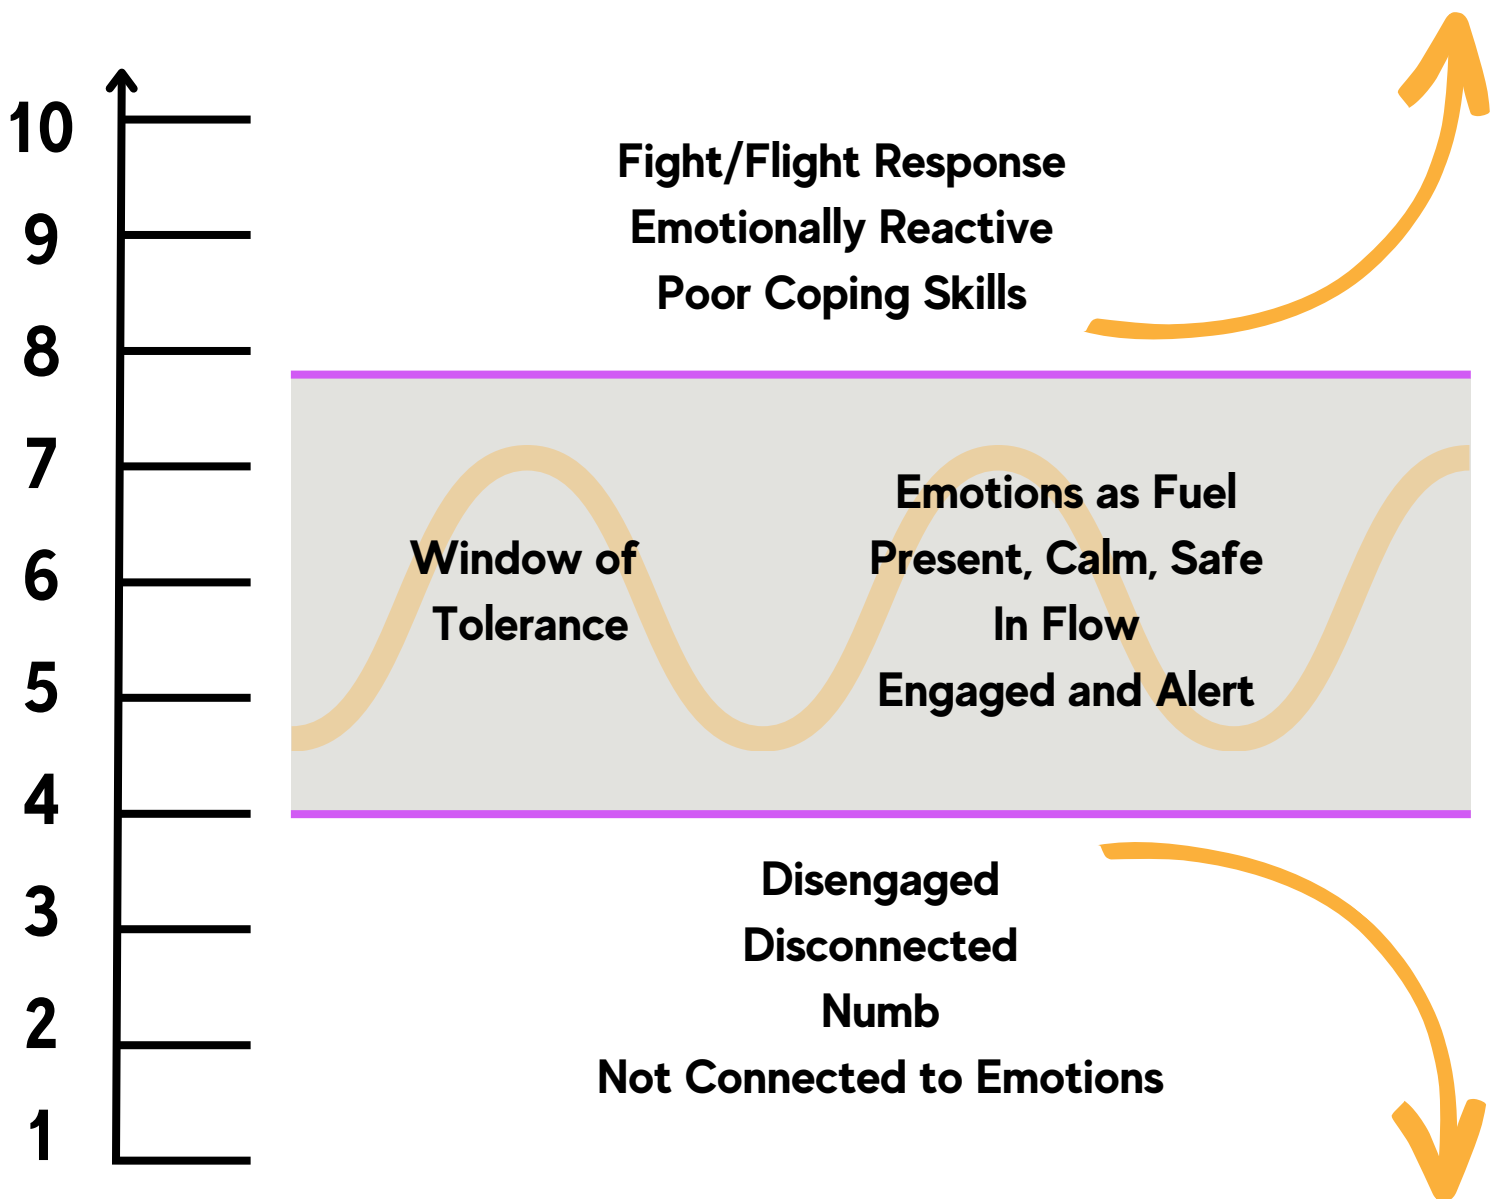 10
9
8
7
6
5
4
3
2
1
Fight/Flight Response
Emotionally Reactive
Poor Coping Skills
Window of
Tolerance
Emotions as Fuel
Present, Calm, Safe
In Flow
Engaged and Alert
Disengaged
Disconnected
Numb
Not Connected to Emotions